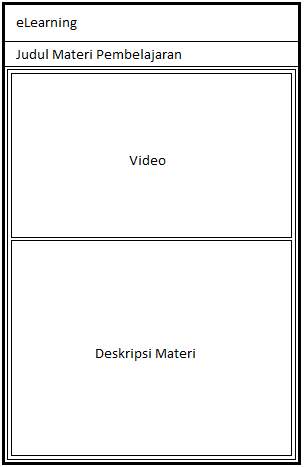 eLearning
Judul Materi Pembelajaran
Video
Deskripsi Materi